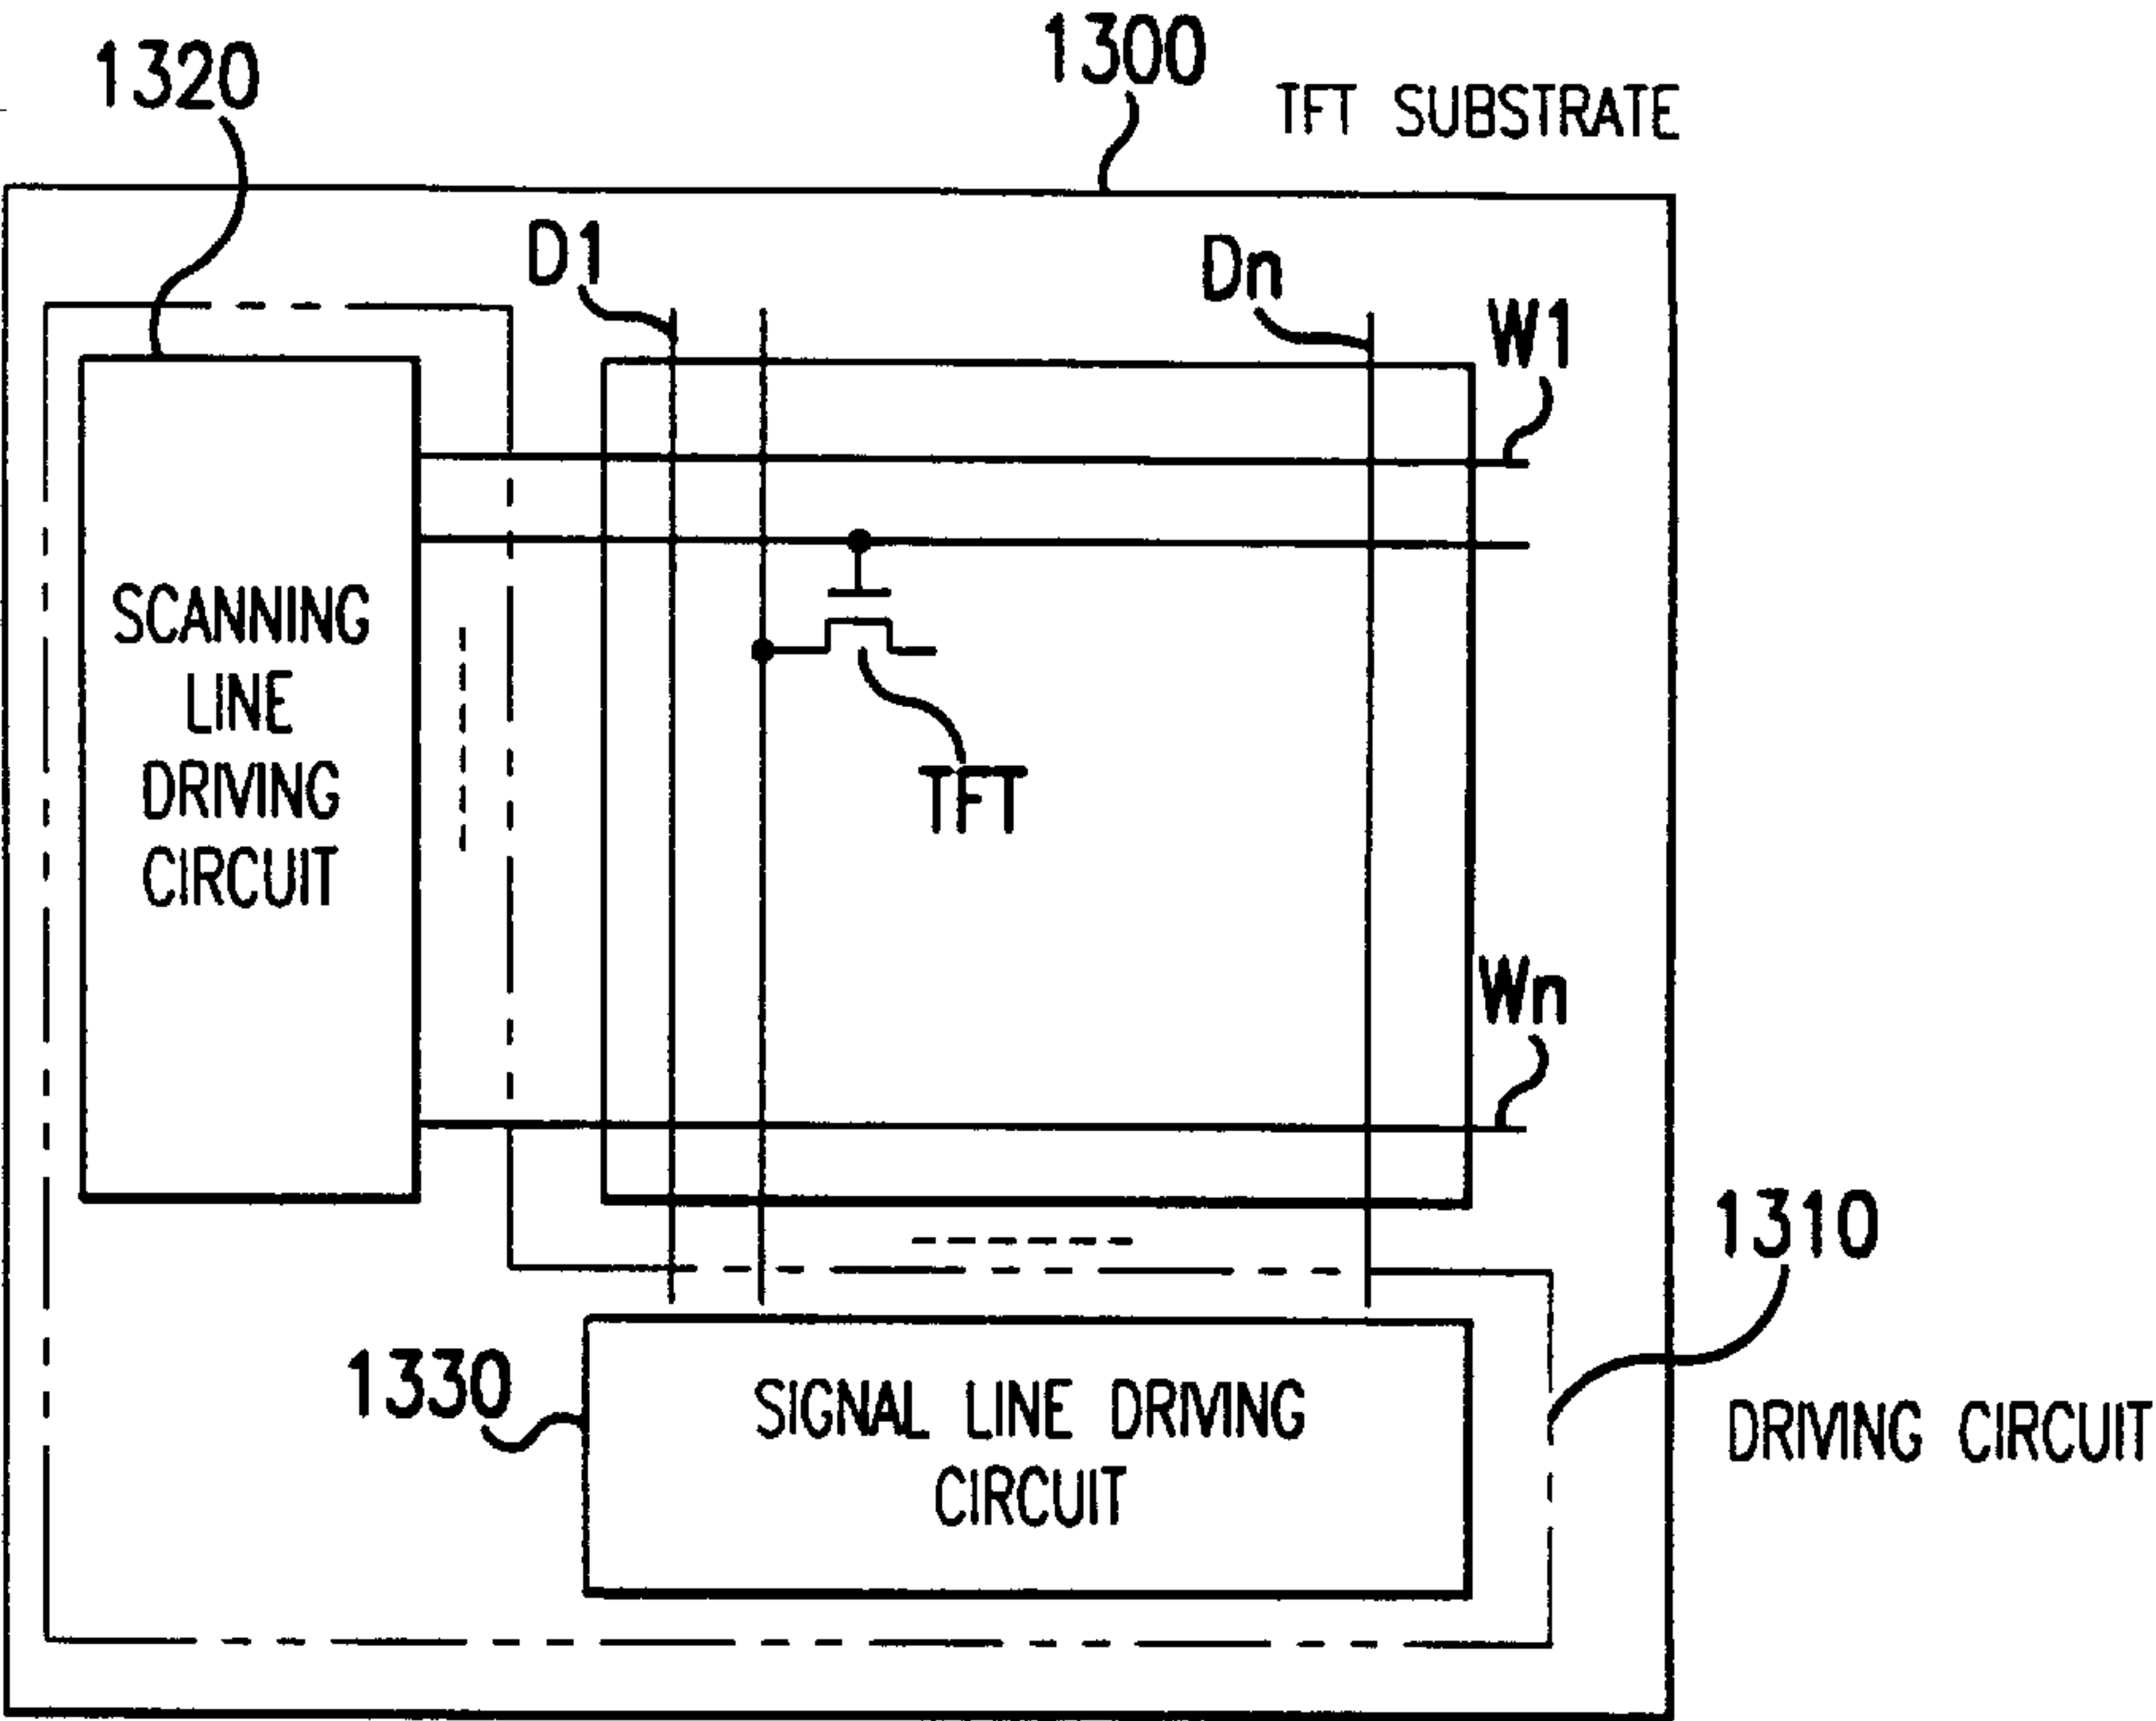 1300
TFT SUBSTRATE
1320
D1
Dn
W1
SCANNING
LINE
DRIVING
CIRCUIT
TFT
Wn
1310
DRIVING CIRCUIT
1330
SIGNAL LINE DRIVING
CIRCUIT